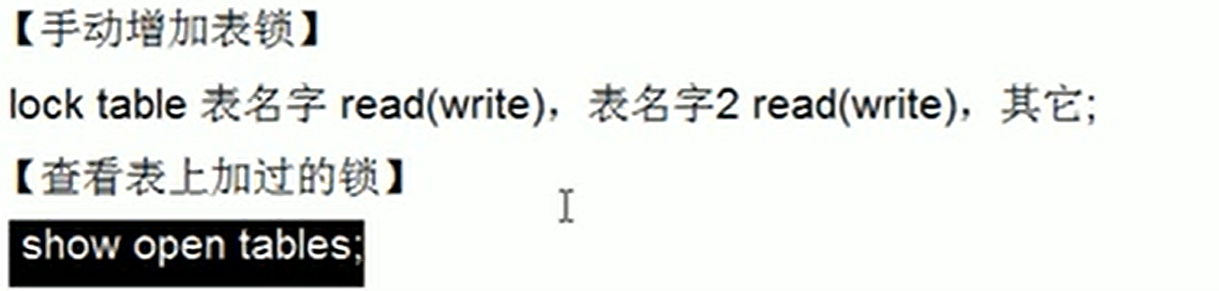 【手动增加表锁】
lock table 表名字 read(write)，表名字2 read(write)，其它;
【查看表上加过的锁】
show open tables;